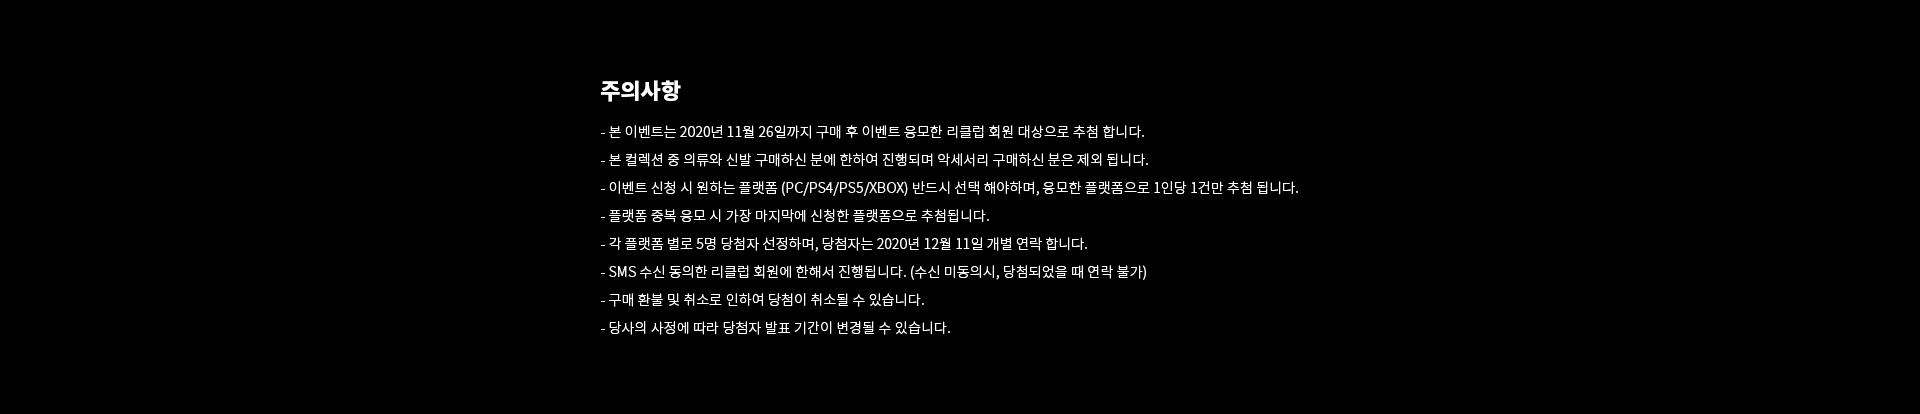 주의사항
- 본 이벤트는 2020년 11월 26일까지 구매 후 이벤트 응모한 리클럽 회원 대상으로 추첨 합니다.
- 본 컬렉션 중 의류와 신발 구매하신 분에 한하여 진행되며 악세서리 구매하신 분은 제외 됩니다.
- 이벤트 신청 시 원하는 플랫폼 (PC/PS4/PS5/XBOX) 반드시 선택 해야하며, 응모한 플랫폼으로 1인당 1건만 추첨 됩니다.
- 플랫폼 중복 응모 시 가장 마지막에 신청한 플랫폼으로 추첨됩니다.
- 각 플랫폼 별로 5명 당첨자 선정하며, 당첨자는 2020년 12월 11일 개별 연락 합니다.
- SMS 수신 동의한 리클럽 회원에 한해서 진행됩니다. (수신 미동의시, 당첨되었을 때 연락 불가)
- 구매 환불 및 취소로 인하여 당첨이 취소될 수 있습니다.
- 당사의 사정에 따라 당첨자 발표 기간이 변경될 수 있습니다.